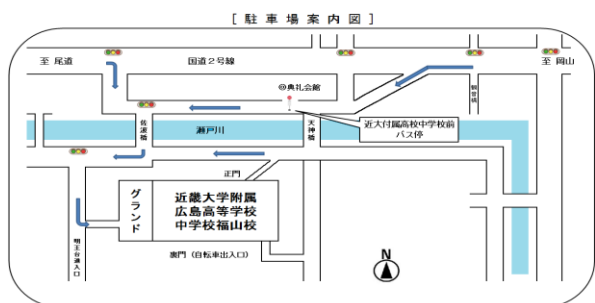 [ 駐 車 場 案 内 図 ]
至 尾道
国道２号線
至 岡山
◎典礼会館
佐波橋
瀬戸川
天神橋
近大付属高校中学校前
バス停
正門
グランド
近畿大学附属
広島高等学校
中学校福山校
明王台進入口
裏門（自転車出入口）
N